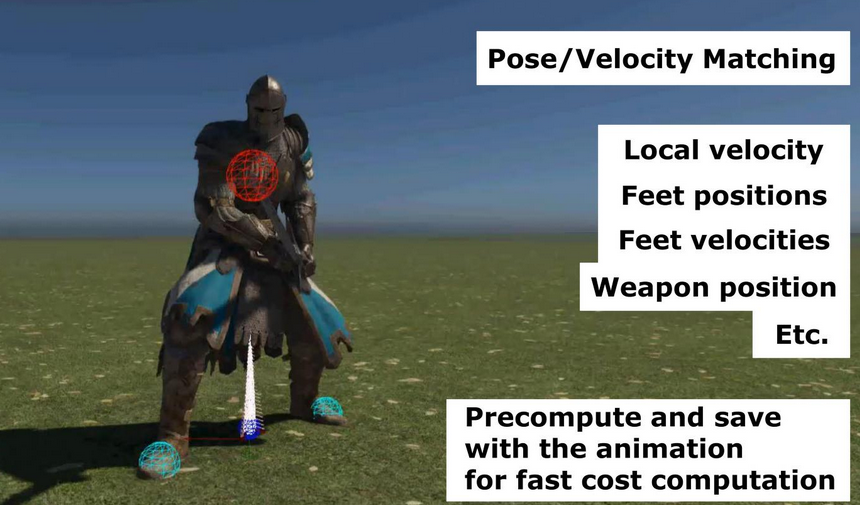 Pose/Velocity Matching
Local velocity
Feet positions
Feet velocities
Weapon position
Etc.
Precompute and save
with the animation
for fast cost computation